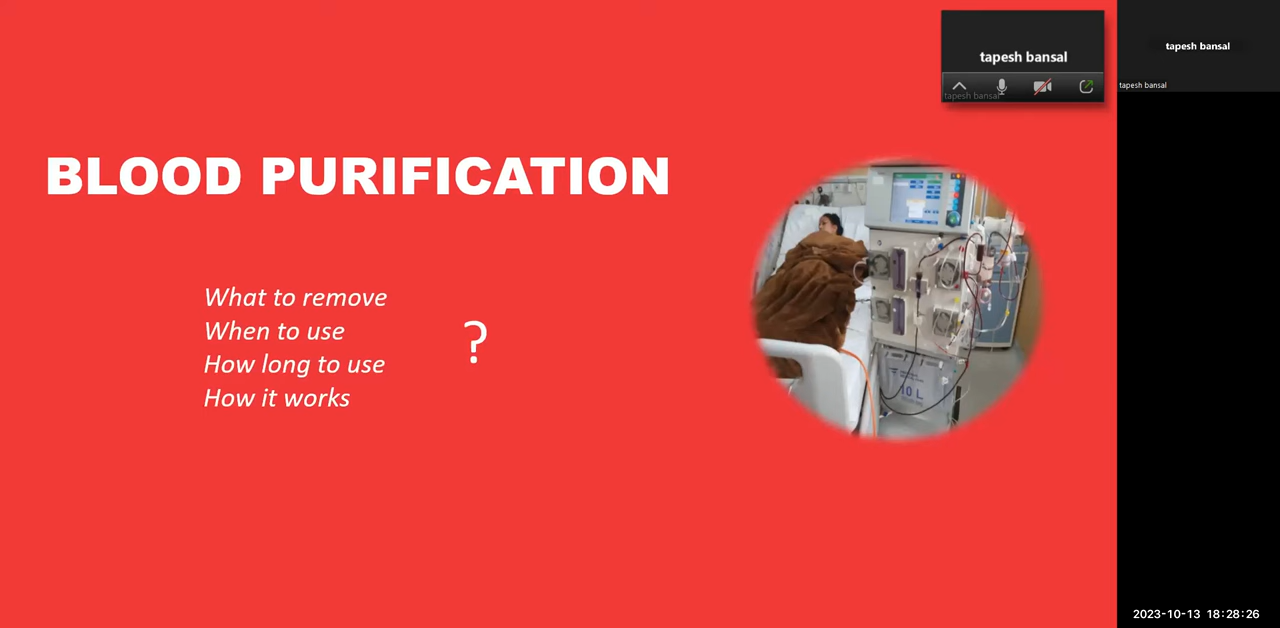 tapesh bansal
tapesh bansal
tapesh bansal
tapesh bansal
BLOOD PURIFICATION
What to remove
When to use
How long to use
How it works
?
10 L
2023-10-13 18:28:26